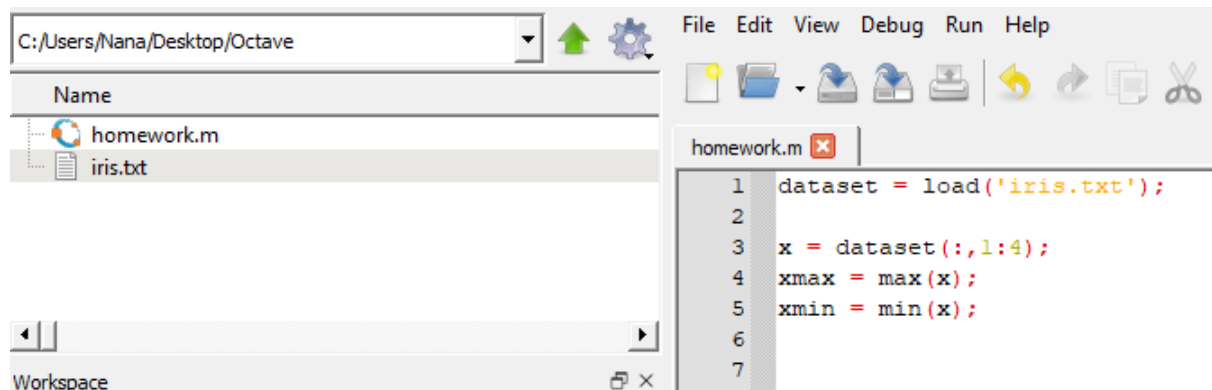 C:/Users/Nana/Desktop/Octave
Name
homework.m
iris.txt
Workspace
File Edit View Debug Run Help
homework.m
1 dataset = load('iris.txt');
2
3 x = dataset(:,1:4);
4 xmax = max(x);
5 xmin = min(x);
6
7